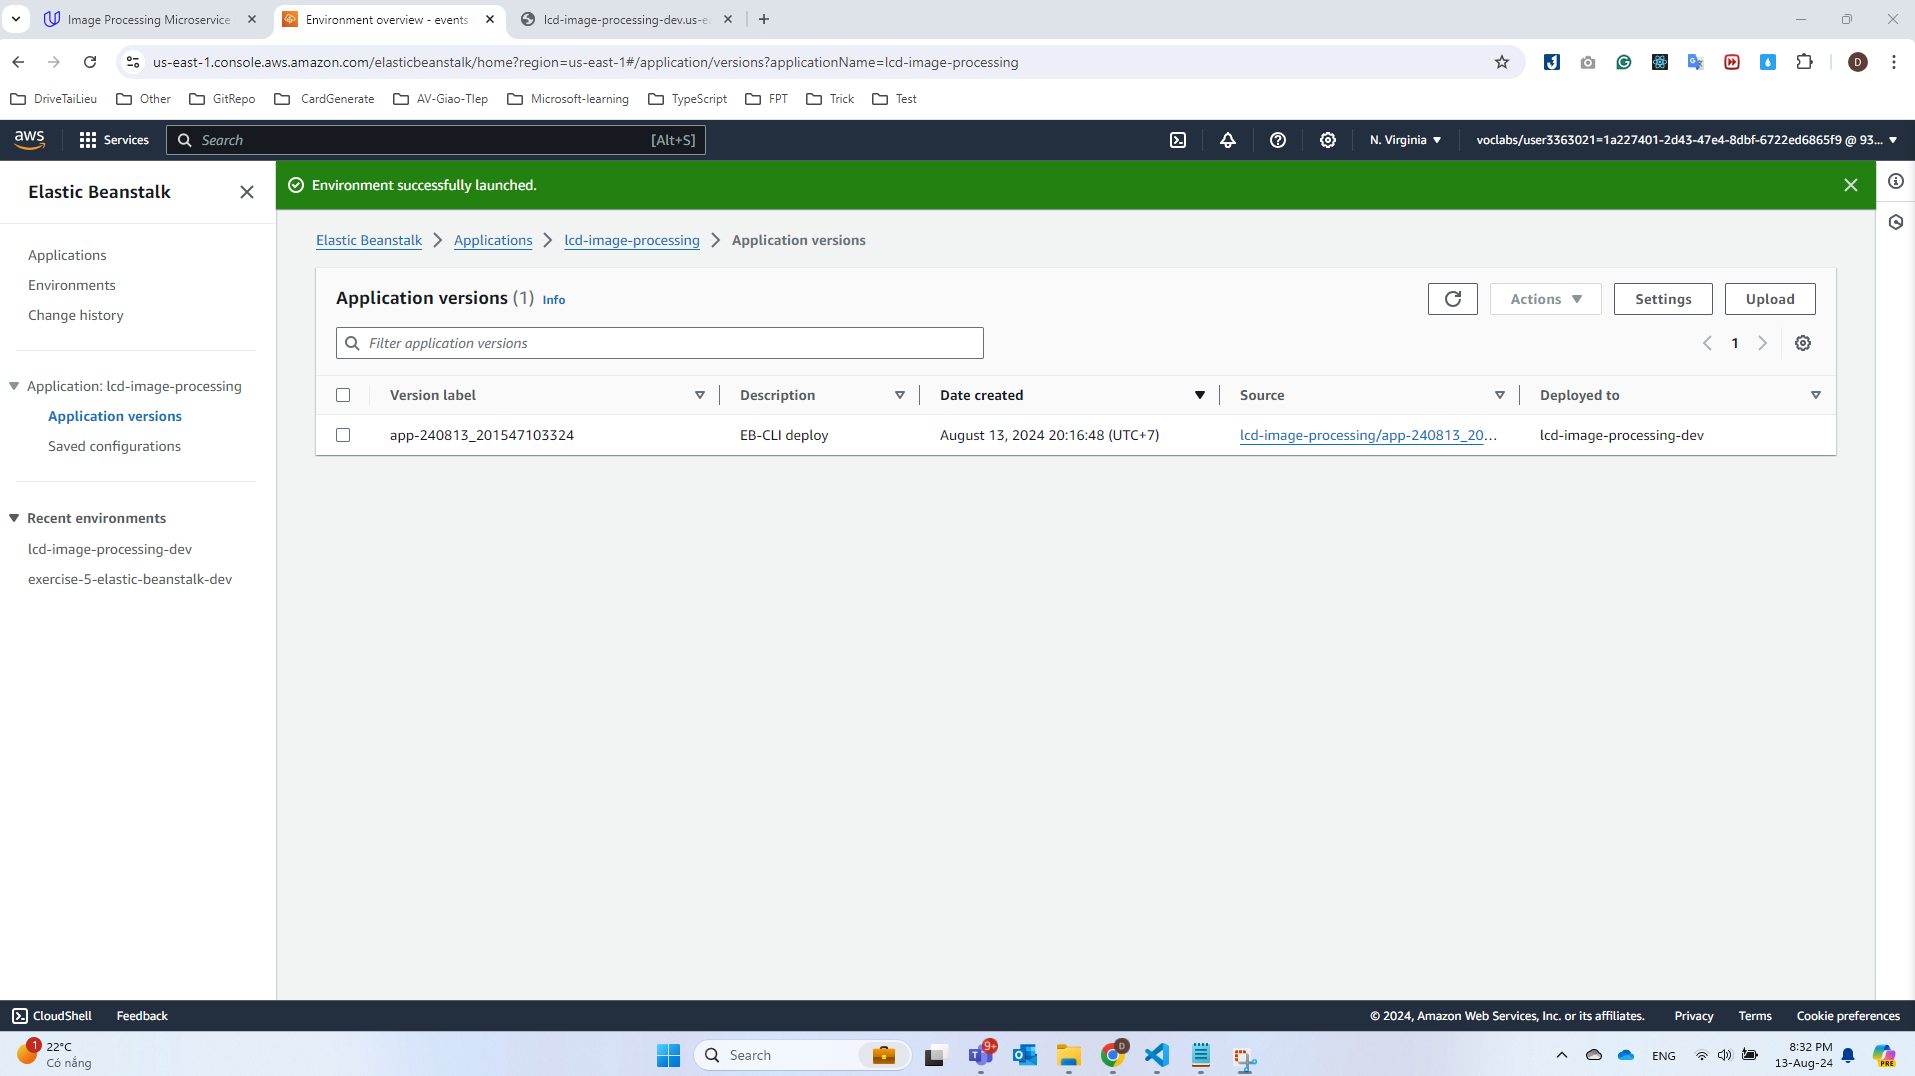 Image Processing Microservice
Environment overview - events
lcd-image-processing-dev.us-ea
us-east-1.console.aws.amazon.com/elasticbeanstalk/home?region=us-east-1#/application/versions?applicationName=lcd-image-processing
D
DriveTaiLieu
Other
GitRepo
CardGenerate
AV-Giao-TIep
Microsoft-learning
TypeScript
FPT
Trick
Test
aws
Services
Search
[Alt+S]
N. Virginia
voclabs/user3363021=1a227401-2d43-47e4-8dbf-6722ed6865f9 @ 93...
Elastic Beanstalk
Environment successfully launched.
Applications
Environments
Change history
Application: lcd-image-processing
Application versions
Saved configurations
Recent environments
lcd-image-processing-dev
exercise-5-elastic-beanstalk-dev
Elastic Beanstalk
Applications
lcd-image-processing
Application versions
Application versions (1) Info
Actions
Settings
Upload
Filter application versions
1
Version label
Description
Date created
Source
Deployed to
app-240813_201547103324
EB-CLI deploy
August 13, 2024 20:16:48 (UTC+7)
lcd-image-processing/app-240813_20...
lcd-image-processing-dev
CloudShell
Feedback
© 2024, Amazon Web Services, Inc. or its affiliates.
Privacy
Terms
Cookie preferences
1
22°C
Có nắng
Search
9+
D
ENG
8:32 PM
13-Aug-24
PRE